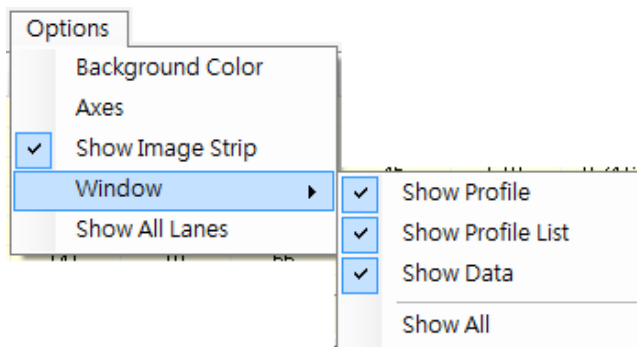 Options
Background Color
Axes
Show Image Strip
Window
Show All Lanes
Show Profile
Show Profile List
Show Data
Show All